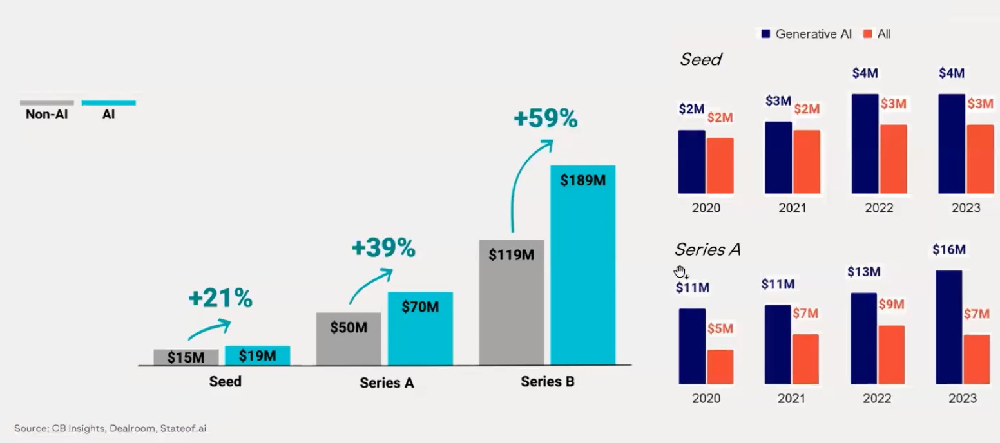 Non-AI AI
+21%
$15M $19M
Seed
+39%
$50M $70M
Series A
+59%
$119M $189M
Series B
Generative AI All
Seed
$2M $2M
2020
$3M $2M
2021
$4M $3M
2022
$4M $3M
2023
Series A
$11M $5M
2020
$11M $7M
2021
$13M $9M
2022
$16M $7M
2023
Source: CB Insights, Dealroom, Stateof.ai